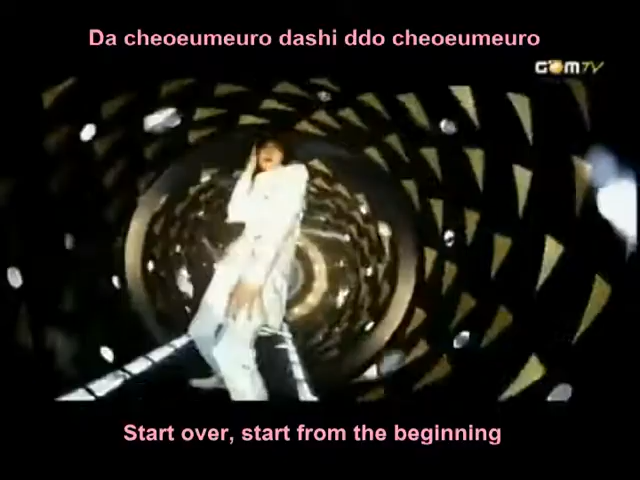 Da cheoeumeuro dashi ddo cheoeumeuro
GOMTV
Start over, start from the beginning